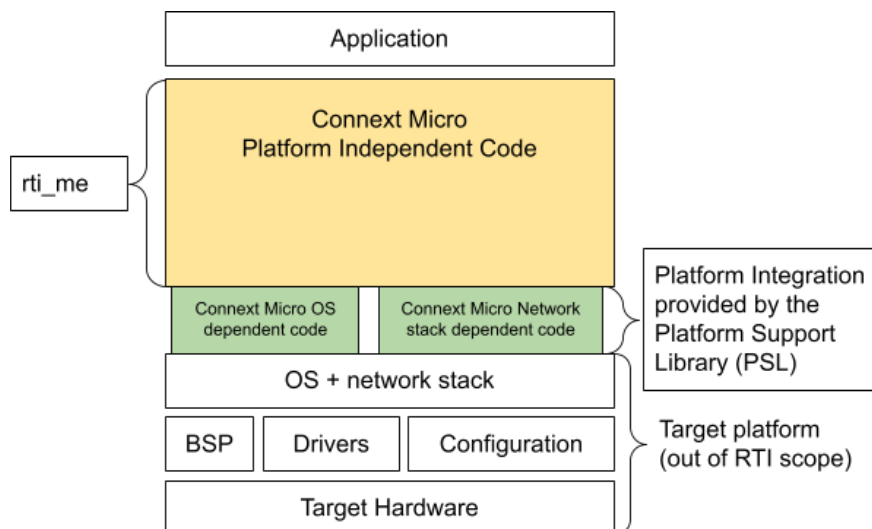 Application
Connext Micro
Platform Independent Code
rti_me
Connext Micro OS
dependent code
Connext Micro Network
stack dependent code
Platform Integration
provided by the
Platform Support
Library (PSL)
OS + network stack
BSP
Drivers
Configuration
Target platform
(out of RTI scope)
Target Hardware